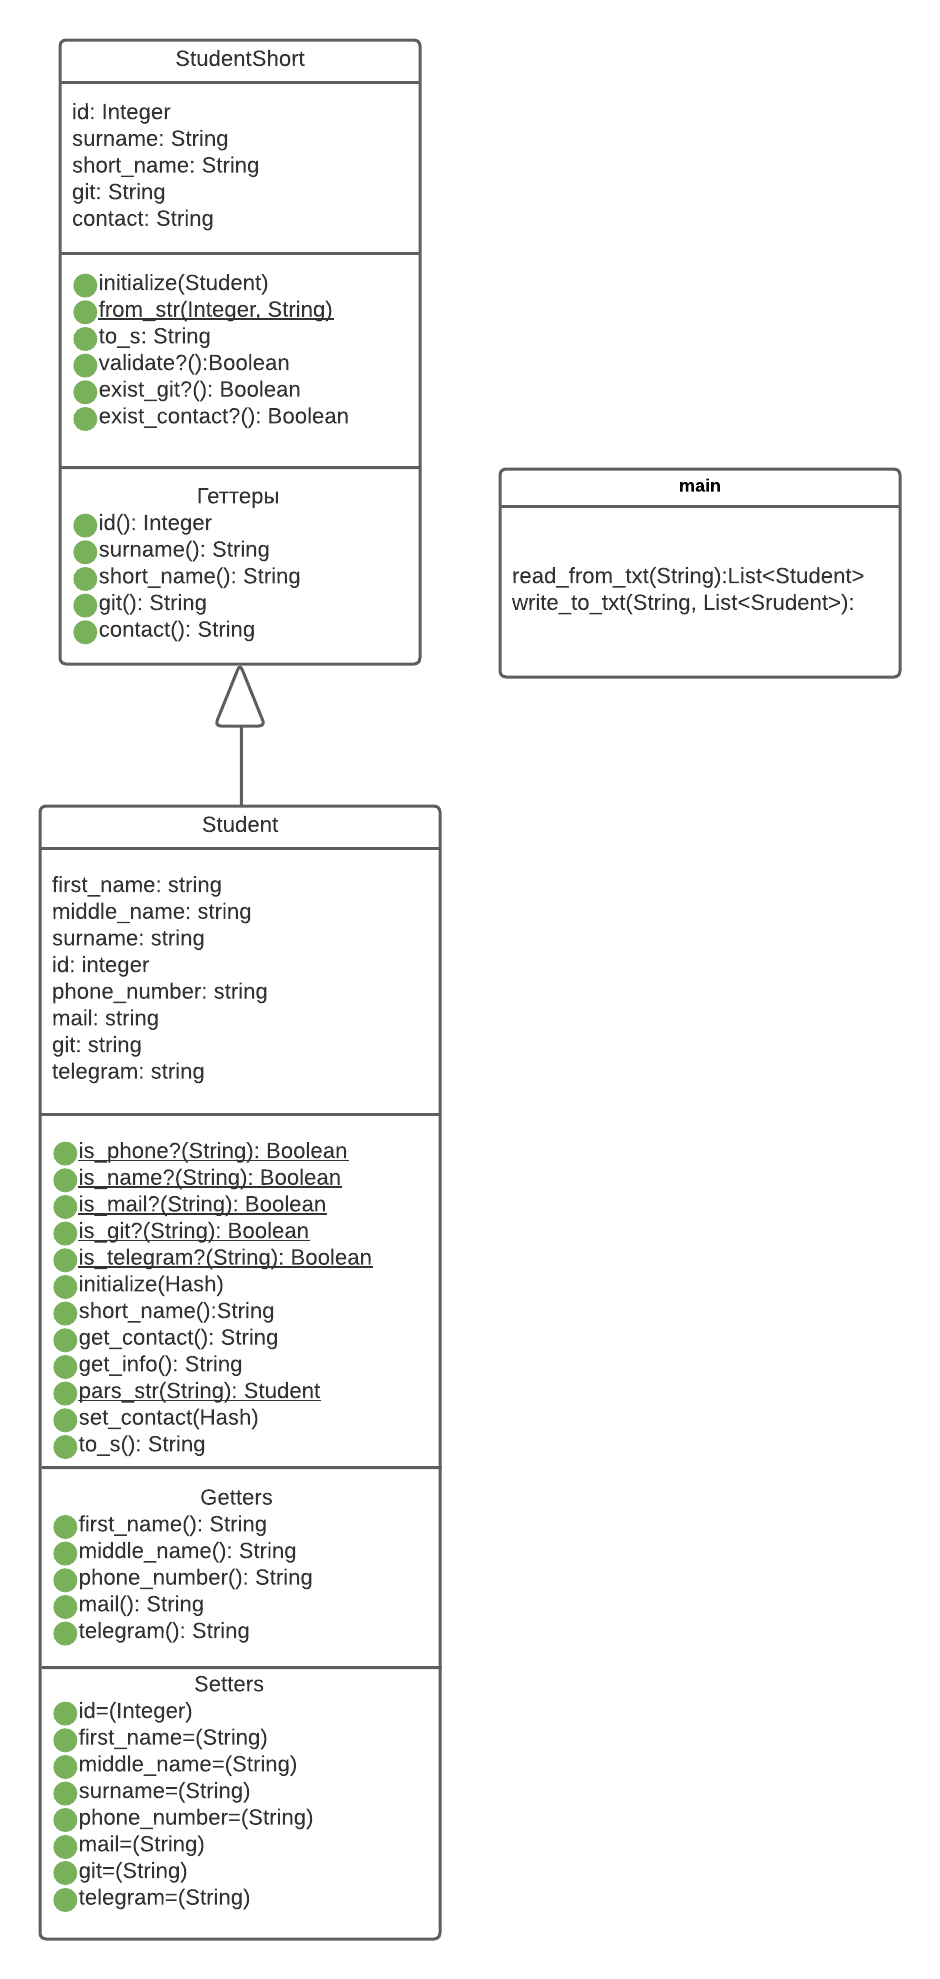 StudentShort
id: Integer
surname: String
short_name: String
git: String
contact: String
initialize(Student)
from_str(Integer, String)
to_s: String
validate?():Boolean
exist_git?(): Boolean
exist_contact?(): Boolean
Геттеры
id(): Integer
surname(): String
short_name(): String
git(): String
contact(): String
main
read_from_txt(String):List<Student>
write_to_txt(String, List<Srudent>):
Student
first_name: string
middle_name: string
surname: string
id: integer
phone_number: string
mail: string
git: string
telegram: string
is_phone?(String): Boolean
is_name?(String): Boolean
is_mail?(String): Boolean
is_git?(String): Boolean
is_telegram?(String): Boolean
initialize(Hash)
short_name():String
get_contact(): String
get_info(): String
pars_str(String): Student
set_contact(Hash)
to_s(): String
Getters
first_name(): String
middle_name(): String
phone_number(): String
mail(): String
telegram(): String
Setters
id=(Integer)
first_name=(String)
middle_name=(String)
surname=(String)
phone_number=(String)
mail=(String)
git=(String)
telegram=(String)